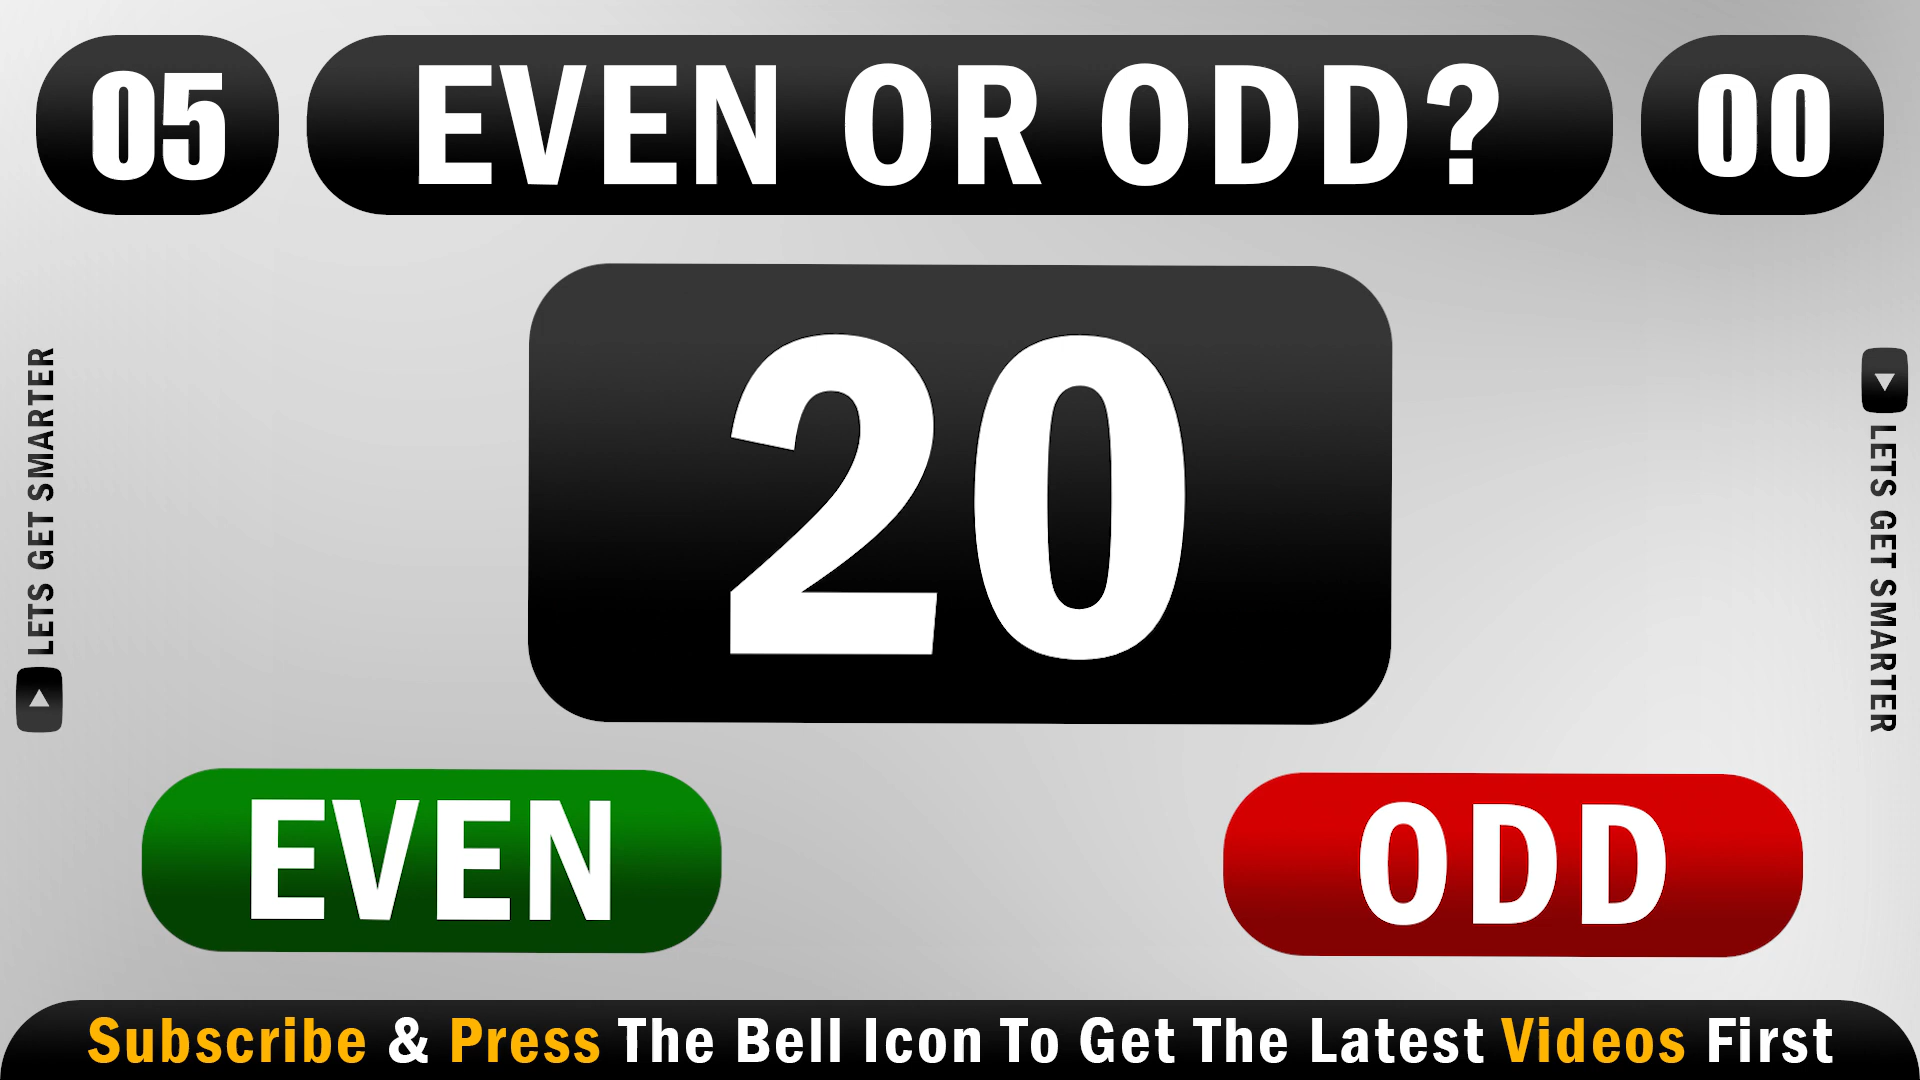 05
EVEN OR ODD?
00
20
LETS GET SMARTER
LETS GET SMARTER
EVEN
ODD
Subscribe & Press The Bell Icon To Get The Latest Videos First